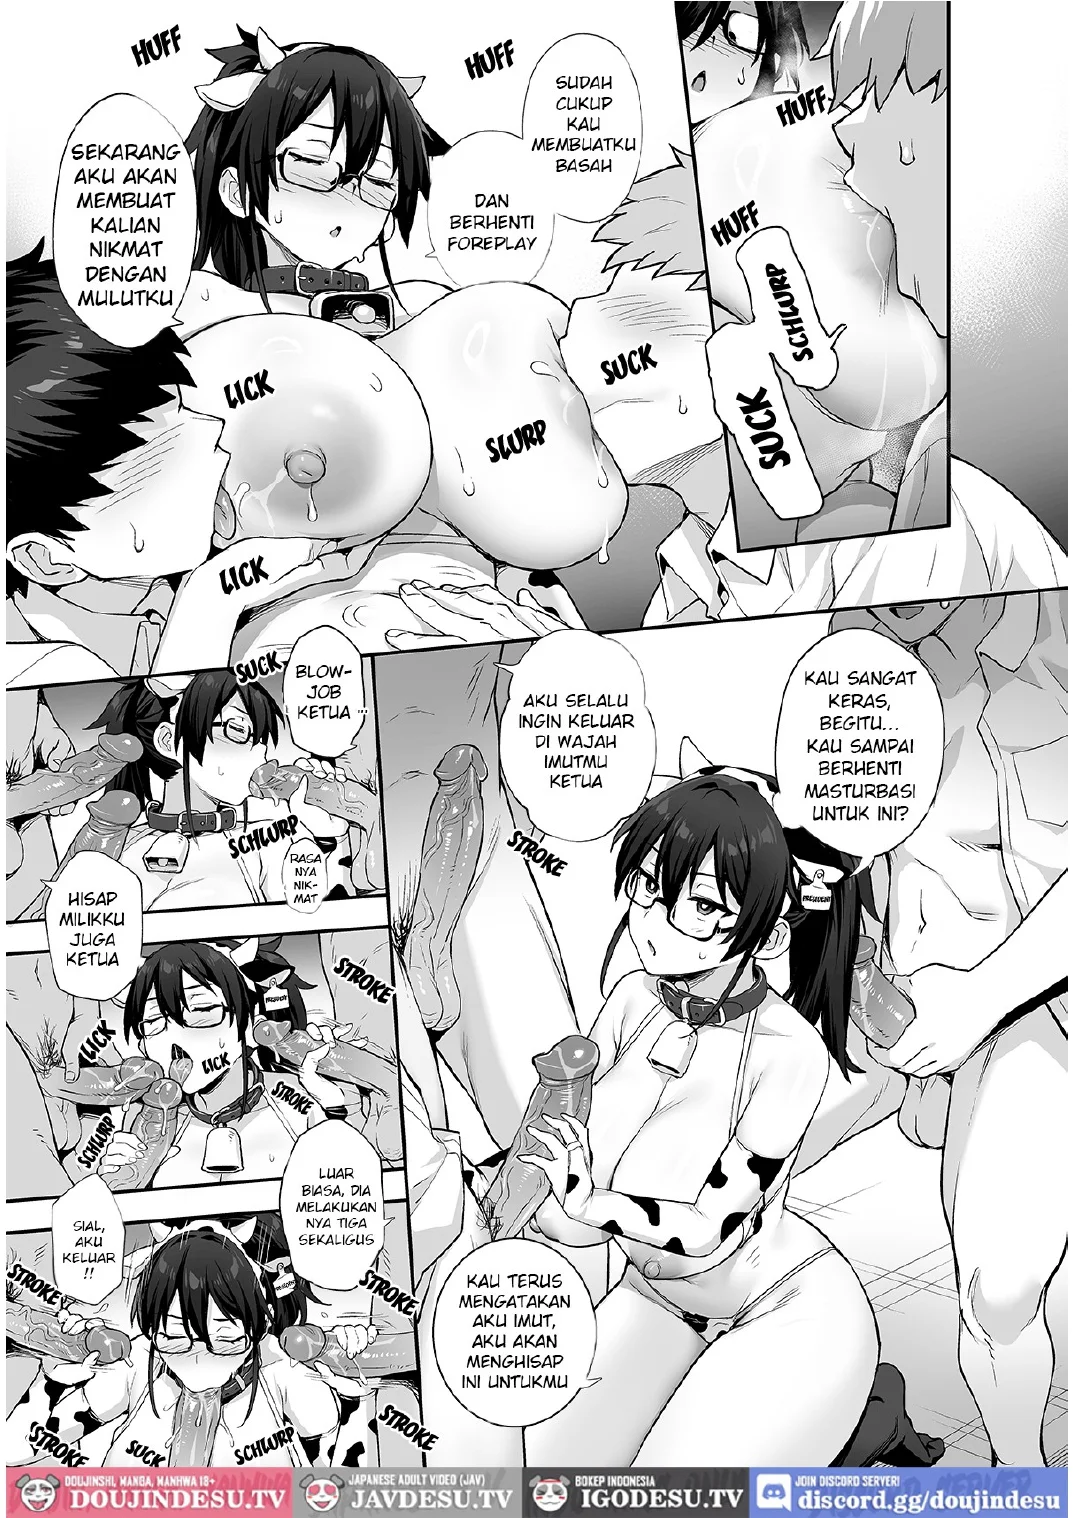 HUFF
HUFF
HUFF
HUFF
SUDAH
CUKUP
KAU
MEMBUATKU
BASAH
DAN
BERHENTI
FOREPLAY
SEKARANG
AKU AKAN
MEMBUAT
KALIAN
NIKMAT
DENGAN
MULUTKU
SCHLURP
SUCK
LICK
SUCK
SLURP
LICK
KAU SANGAT
KERAS,
BEGITU...
KAU SAMPAI
BERHENTI
MASTURBASI
UNTUK INI?
AKU SELALU
INGIN KELUAR
DI WAJAH
IMUTMU
KETUA
STROKE
PRESIDENT
KAU TERUS
MENGATAKAN
AKU IMUT,
AKU AKAN
MENGHISAP
INI UNTUKMU
SUCK
BLOW-
JOB
KETUA ...
SCHLURP
RASA
NYA
NIK-
MAT
HISAP
MILIKKU
JUGA
KETUA
STROKE
PRESIDENT
LICK
LICK
STROKE
SCHLURP
LUAR
BIASA, DIA
MELAKUKAN
NYA TIGA
SEKALIGUS
SIAL,
AKU
KELUAR
!!
STROKE
STROKE
STROKE
STROKE
SUCK
SCHLURP
DOUJINSHI, MANGA, MANHWA 18+
DOUJINDESU.TV
JAPANESE ADULT VIDEO (JAV)
JAVDESU.TV
BOKEP INDONESIA
IGODESU.TV
JOIN DISCORD SERVER!
discord.gg/doujindesu